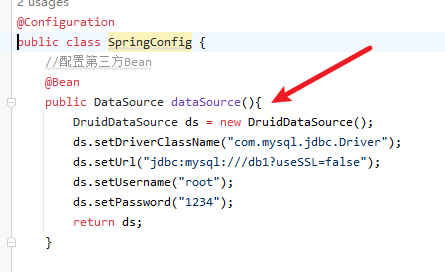 2 usages
@Configuration
public class SpringConfig {
//配置第三方Bean
@Bean
public DataSource dataSource(){
DruidDataSource ds = new DruidDataSource();
ds.setDriverClassName("com.mysql.jdbc.Driver");
ds.setUrl("jdbc:mysql:///db1?useSSL=false");
ds.setUsername("root");
ds.setPassword("1234");
return ds;
}